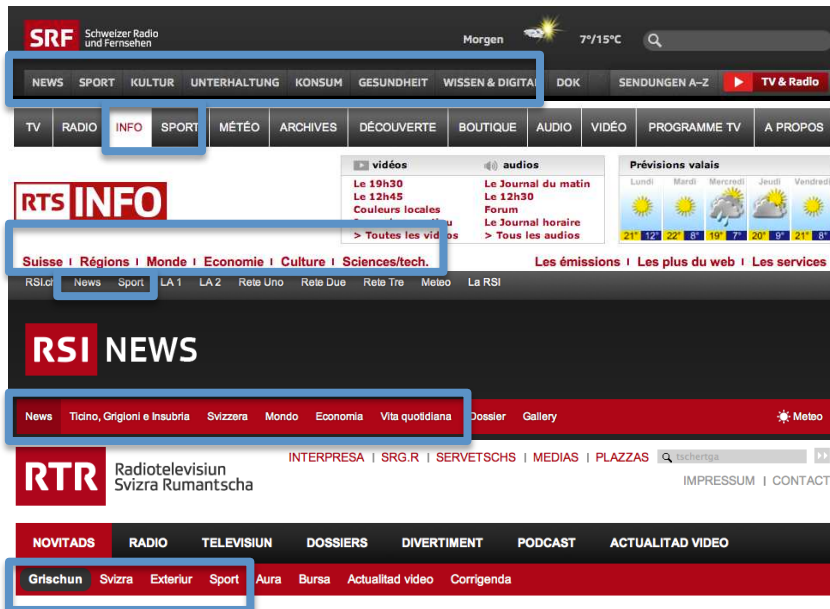 SRF Schweizer Radio
und Fernsehen
Morgen 7°/15°C
NEWS SPORT KULTUR UNTERHALTUNG KONSUM GESUNDHEIT WISSEN & DIGITAL DOK SENDUNGEN A–Z TV & Radio
TV RADIO INFO SPORT MÉTÉO ARCHIVES DÉCOUVERTE BOUTIQUE AUDIO VIDÉO PROGRAMME TV A PROPOS
vidéos audios Prévisions valais
Le 19h30 Le Journal du matin Lundi Mardi Mercredi Jeudi Vendredi
Le 12h45 Le 12h30
Couleurs locales Forum
Le Journal horaire
> Toutes les vidéos > Tous les audios 21° 12° 22° 8° 19° 7° 20° 9° 21° 8°
RTS INFO
Suisse Régions Monde Economie Culture Sciences/tech. Les émissions Les plus du web Les services
RSI.ch News Sport LA 1 LA 2 Rete Uno Rete Due Rete Tre Meteo La RSI
RSI NEWS
News Ticino, Grigioni e Insubria Svizzera Mondo Economia Vita quotidiana Dossier Gallery Meteo
RTR Radiotelevisiun
Svizra Rumantscha
INTERPRESA | SRG.R | SERVETSCHS | MEDIAS | PLAZZAS tschertga
IMPRESSUM | CONTACT
NOVITADS RADIO TELEVISIUN DOSSIERS DIVERTIMENT PODCAST ACTUALITAD VIDEO
Grischun Svizra Exteriur Sport Aura Bursa Actualitad video Corrigenda